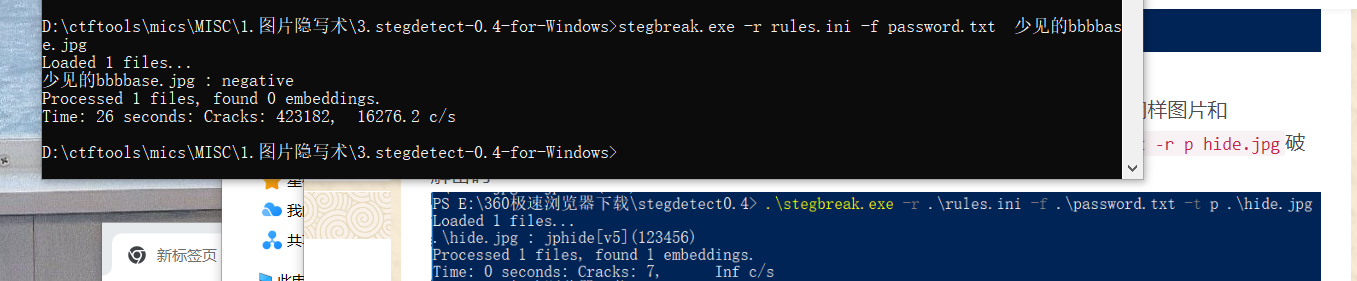 D:\ctftools\mics\MISC\1.图片隐写术\3.stegdetect-0.4-for-Windows>stegbreak.exe -r rules.ini -f password.txt  少见的bbbbas
e.jpg
Loaded 1 files...
少见的bbbbase.jpg : negative
Processed 1 files, found 0 embeddings.
Time: 26 seconds: Cracks: 423182,  16276.2 c/s
D:\ctftools\mics\MISC\1.图片隐写术\3.stegdetect-0.4-for-Windows>
样图片和
-r p hide.jpg破
新标签页
PS E:\360极速浏览器下载\stegdetect0.4> .\stegbreak.exe -r .\rules.ini -f .\password.txt -t p .\hide.jpg
Loaded 1 files...
.\hide.jpg : jphide[v5](123456)
Processed 1 files, found 1 embeddings.
Time: 0 seconds: Cracks: 7,      Inf c/s